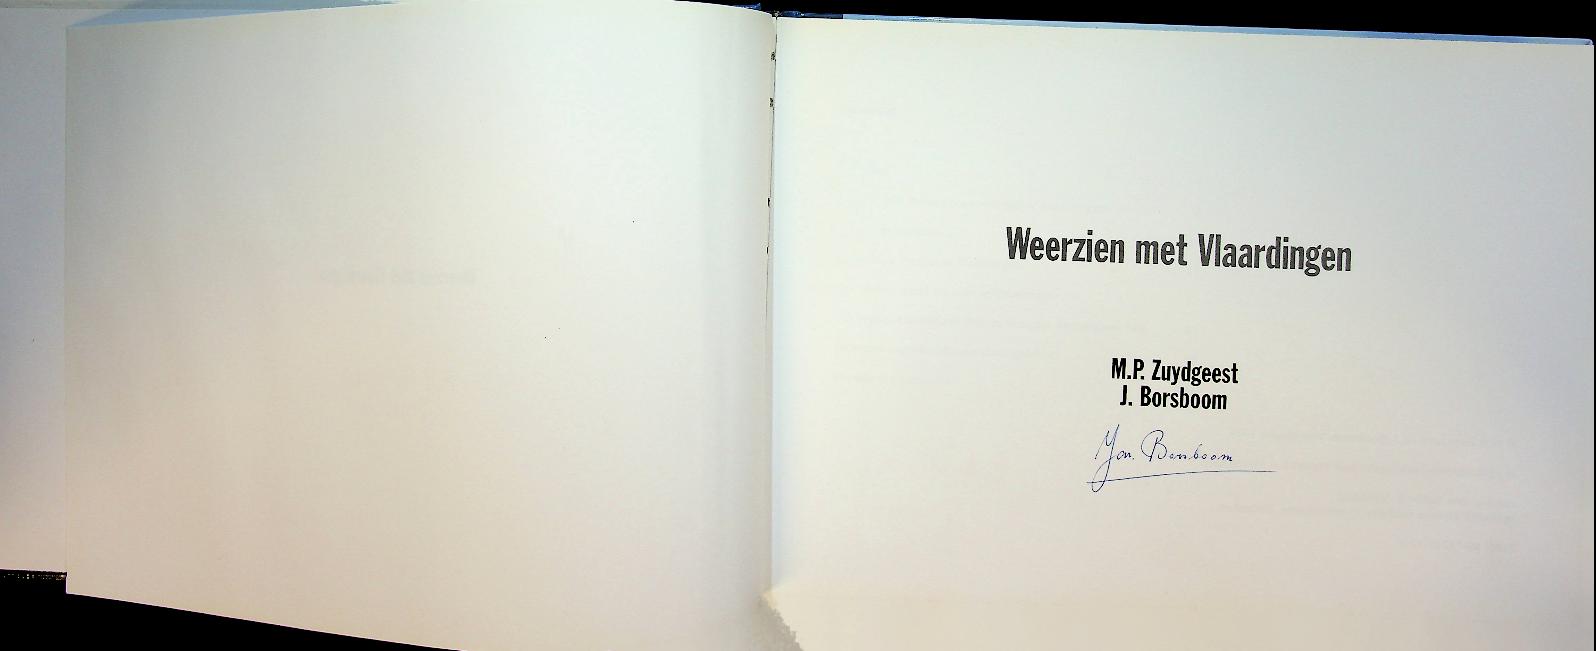 Weerzien met Vlaardingen
M.P. Zuydgeest
J. Borsboom
Jan. Borsboom